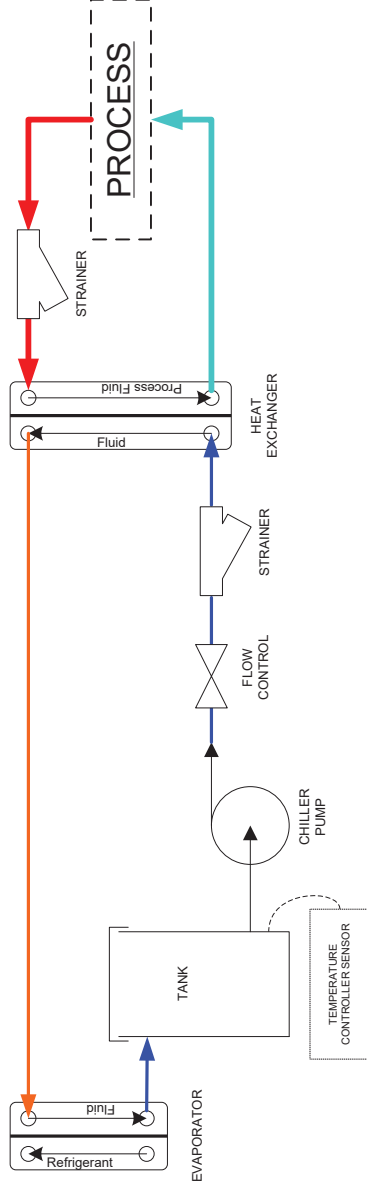 PROCESS
STRAINER
Process Fluid
Fluid
HEAT
EXCHANGER
STRAINER
FLOW
CONTROL
CHILLER
PUMP
TANK
TEMPERATURE
CONTROLLER SENSOR
Fluid
Refrigerant
EVAPORATOR